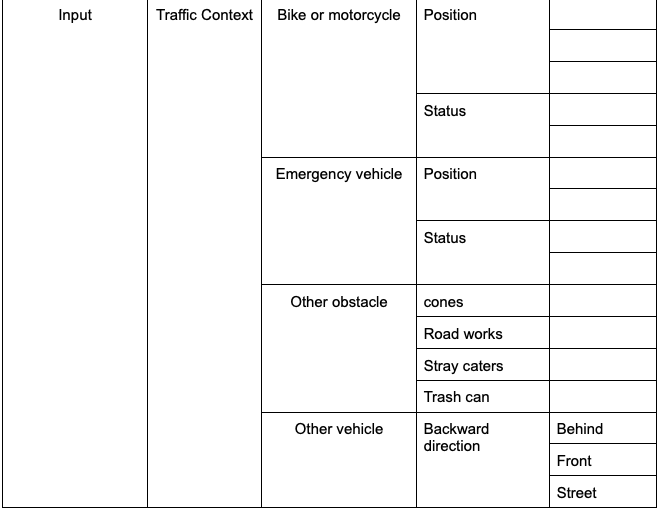 Input
Traffic Context
Bike or motorcycle
Position
Status
Emergency vehicle
Position
Status
Other obstacle
cones
Road works
Stray caters
Trash can
Other vehicle
Backward
direction
Behind
Front
Street